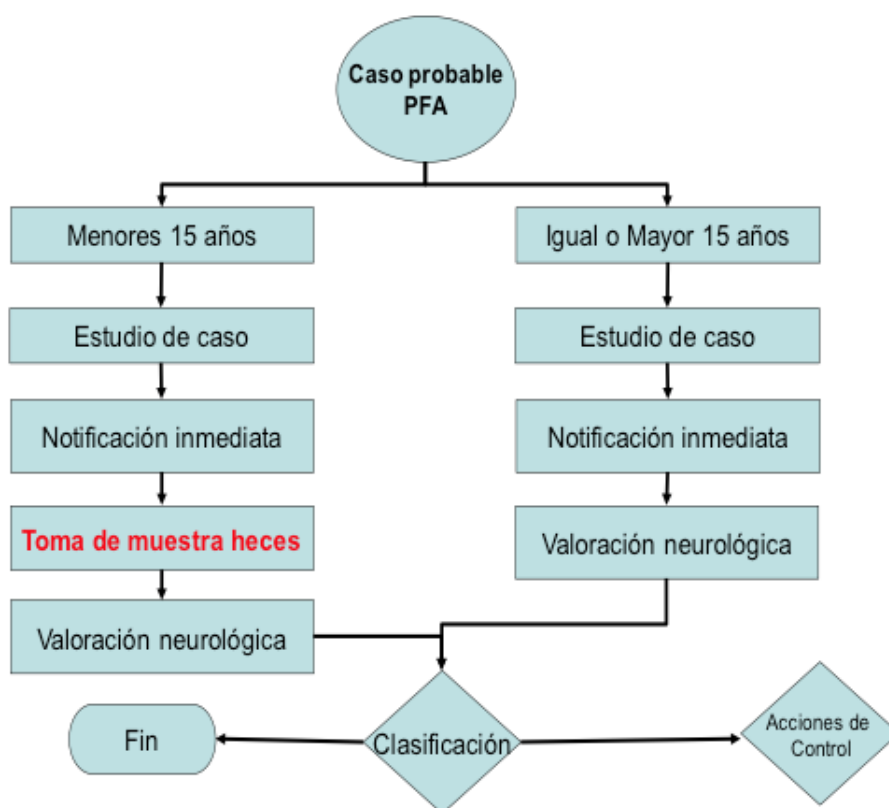 Caso probable
PFA
Menores 15 años
Igual o Mayor 15 años
Estudio de caso
Estudio de caso
Notificación inmediata
Notificación inmediata
Toma de muestra heces
Valoración neurológica
Valoración neurológica
Fin
Clasificación
Acciones de
Control